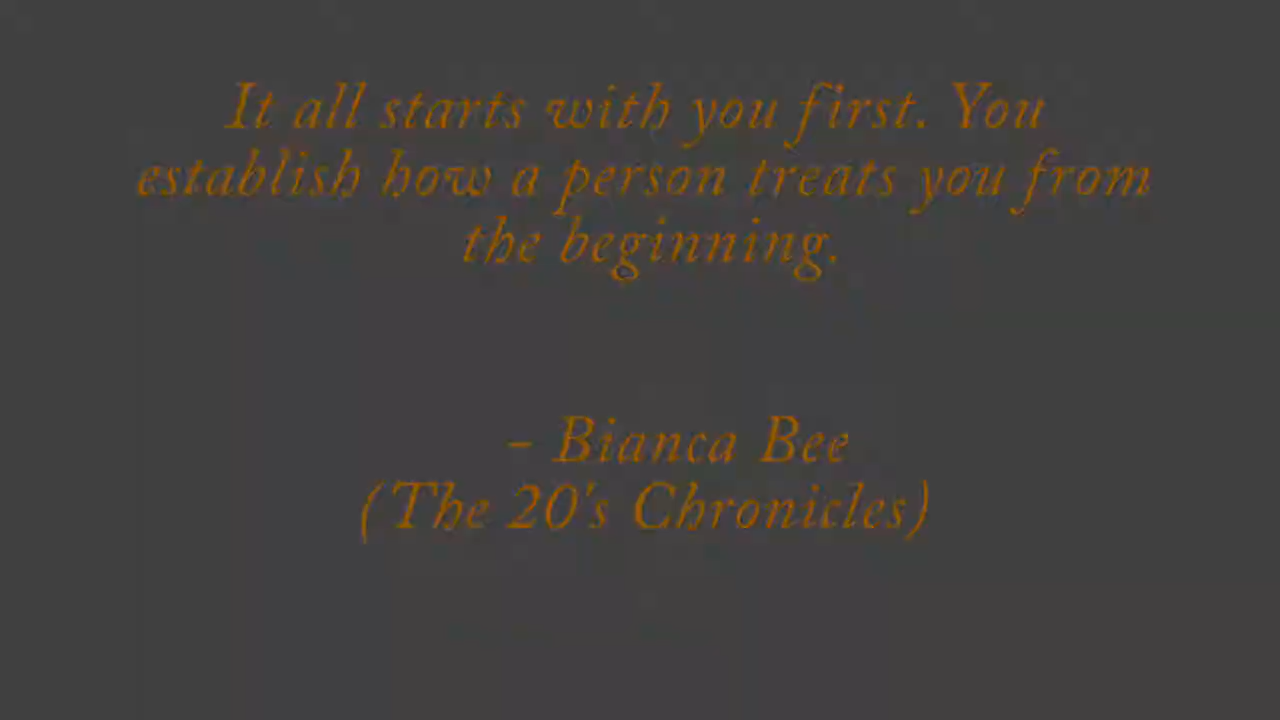 It all starts with you first. You
establish how a person treats you from
the beginning.
- Bianca Bee
(The 20's Chronicles)